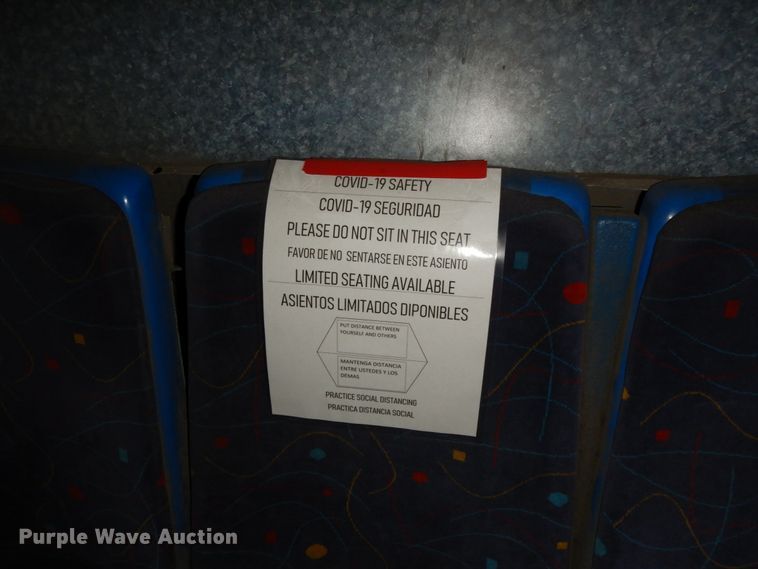 COVID-19 SAFETY
COVID-19 SEGURIDAD
PLEASE DO NOT SIT IN THIS SEAT
FAVOR DE NO SENTARSE EN ESTE ASIENTO
LIMITED SEATING AVAILABLE
ASIENTOS LIMITADOS DIPONIBLES
PUT DISTANCE BETWEEN
YOURSELF AND OTHERS
MANTENGA DISTANCIA
ENTRE USTEDES Y LOS
DEMAS
PRACTICE SOCIAL DISTANCING
PRACTICA DISTANCIA SOCIAL
Purple Wave Auction